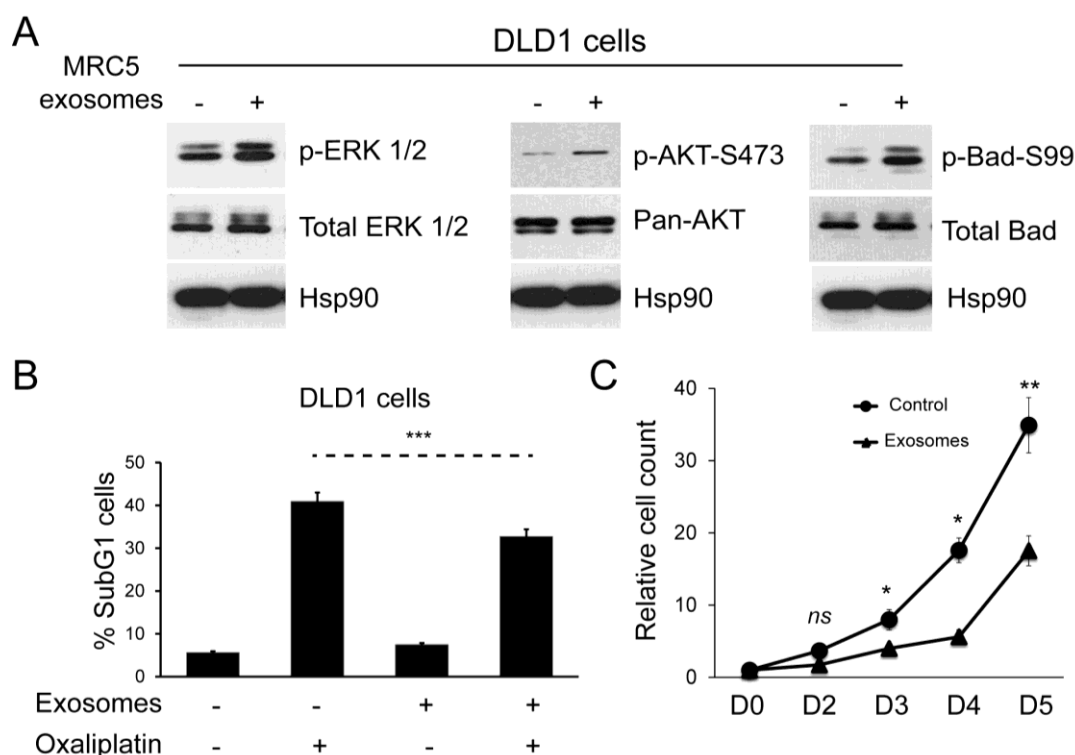 A
DLD1 cells
MRC5
exosomes
- +
- +
- +
p-ERK 1/2
p-AKT-S473
p-Bad-S99
Total ERK 1/2
Pan-AKT
Total Bad
Hsp90
Hsp90
Hsp90
B
DLD1 cells
***
% SubG1 cells
50
40
30
20
10
0
Exosomes - - + +
Oxaliplatin - + - +
C
Relative cell count
40
30
20
10
0
Control
Exosomes
ns
*
*
**
D0 D2 D3 D4 D5